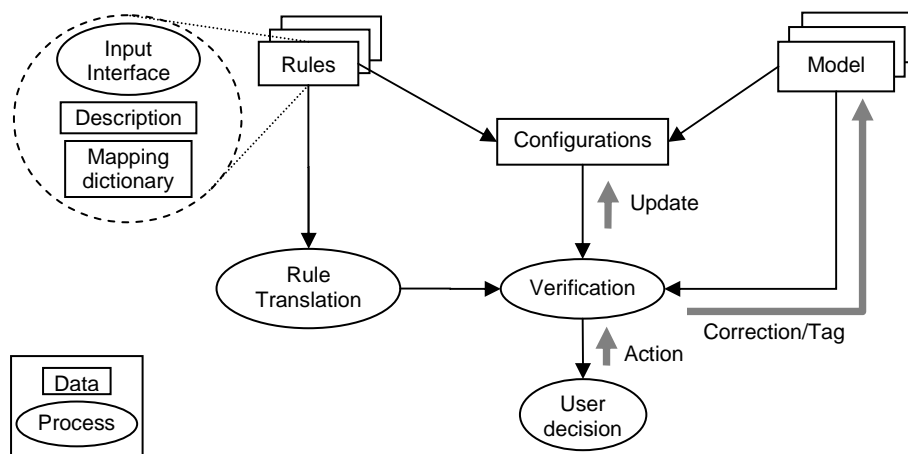 Input
Interface
Description
Mapping
dictionary
Rules
Model
Configurations
Update
Rule
Translation
Verification
Correction/Tag
Action
User
decision
Data
Process